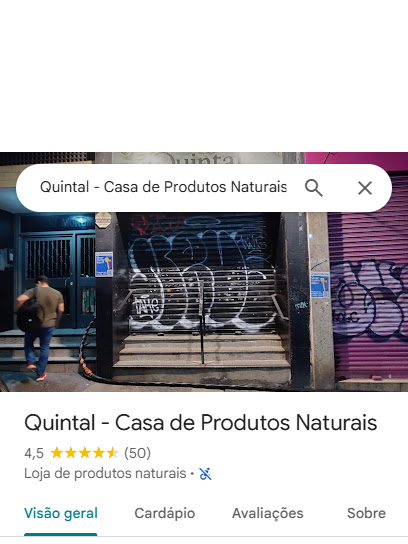 Quinta
Quintal - Casa de Produtos Naturais
Quintal - Casa de Produtos Naturais
4,5 (50)
Loja de produtos naturais •
Visão geral Cardápio Avaliações Sobre